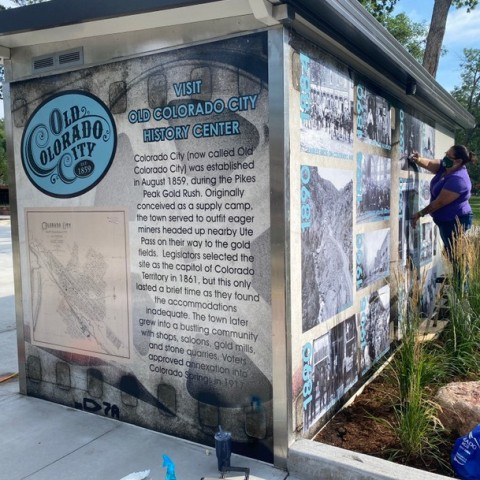 OLD
COLORADO
CITY
EST
1859
VISIT
OLD COLORADO CITY
HISTORY CENTER
Colorado City (now called Old
Colorado City) was established
in August 1859, during the Pikes
Peak Gold Rush. Originally
conceived as a supply camp,
the town served to outfit eager
miners headed up nearby Ute
Pass on their way to the gold
fields. Legislators selected the
site as the capitol of Colorado
Territory in 1861, but this only
lasted a brief time as they found
the accommodations
inadequate. The town later
grew into a bustling community
with shops, saloons, gold mills
and stone quarries. Voters
approved annexation into
Colorado Springs in